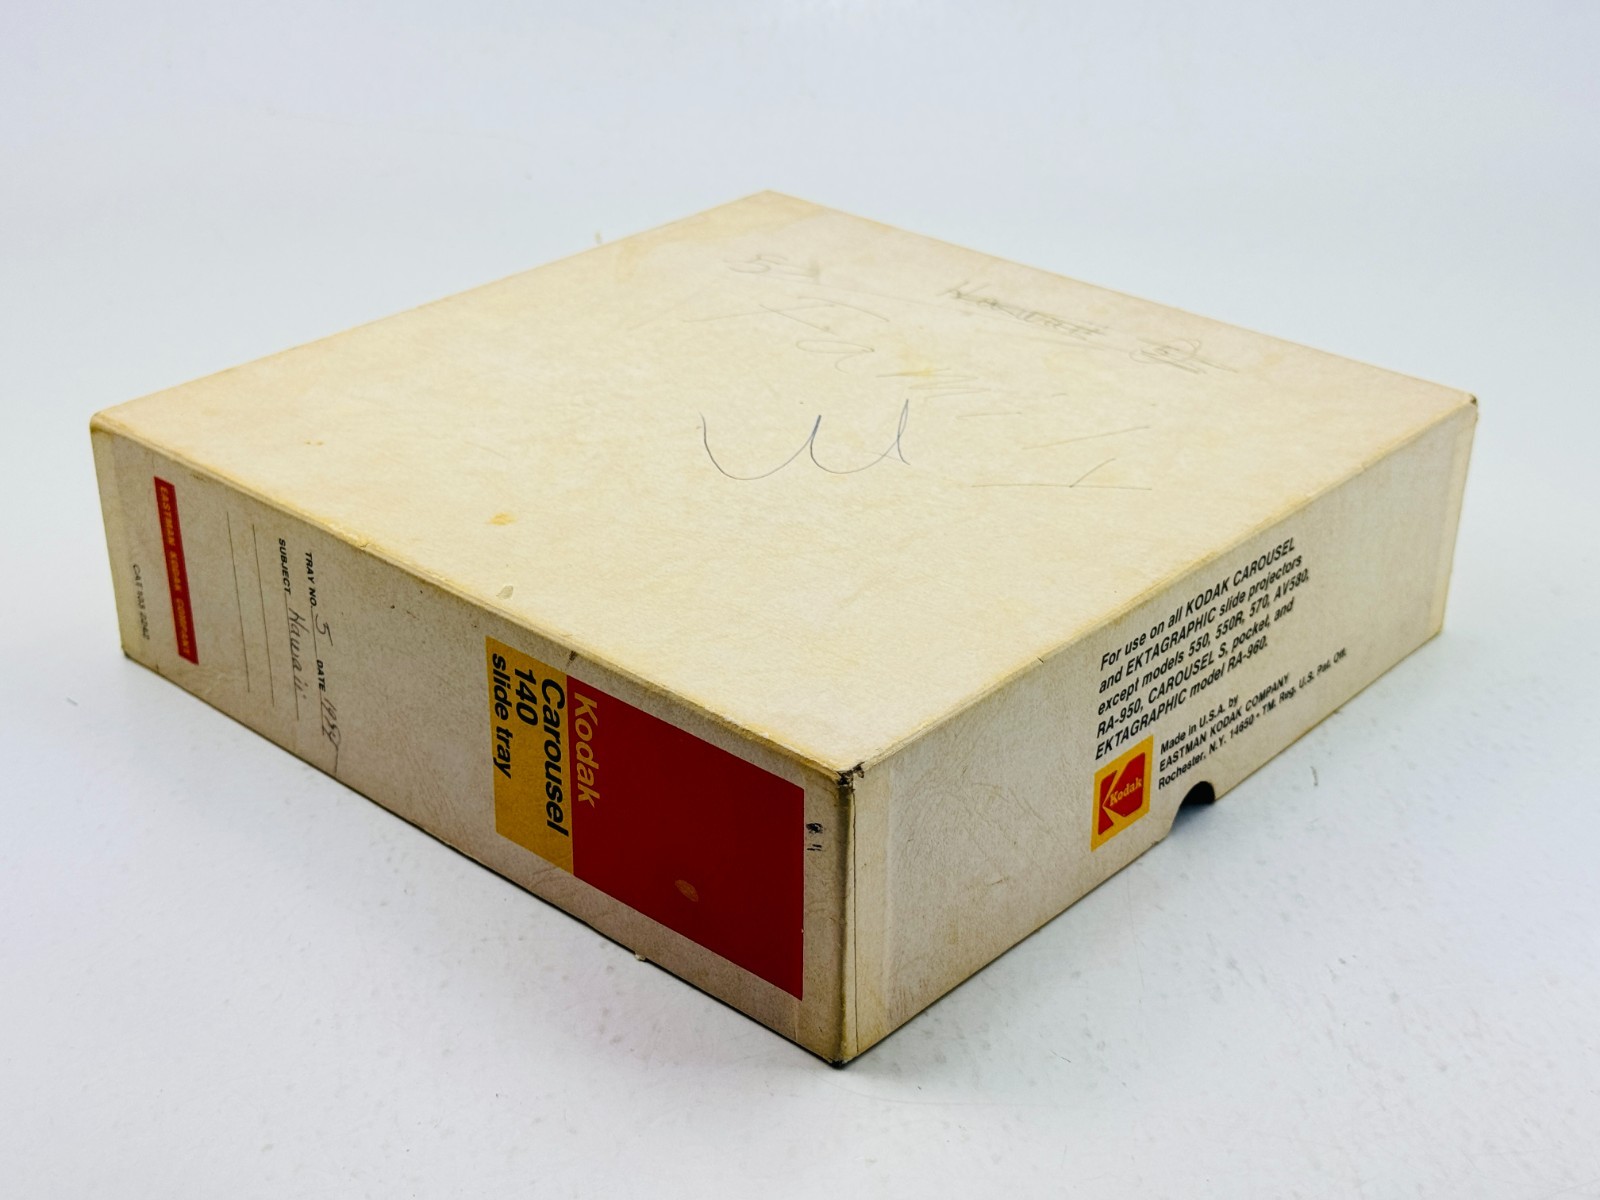 Family
EASTMAN KODAK COMPANY
TRAY NO. 5 DATE
SUBJECT Hawaii
Kodak
Carousel
140
slide tray
For use on all KODAK CAROUSEL
and EKTAGRAPHIC slide projectors
except models 550, 550R, 570, AV580,
RA-950, CAROUSEL S, pocket, and
EKTAGRAPHIC model RA-960.
Kodak
Made in U.S.A. by
EASTMAN KODAK COMPANY
Rochester, N.Y. 14650 • TM. Reg. U.S. Pat. Off.